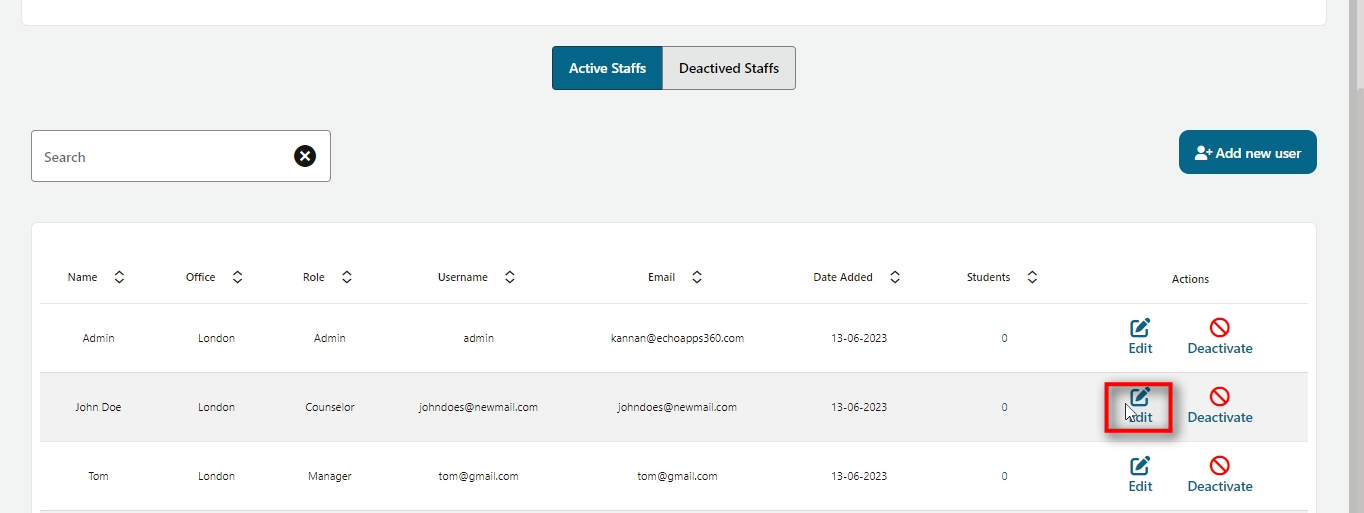 Active Staffs Deactived Staffs
Search
Add new user
Name Office Role Username Email Date Added Students Actions
Admin London Admin admin kannan@echoapps360.com 13-06-2023 0 Edit Deactivate
John Doe London Counselor johndoes@newmail.com johndoes@newmail.com 13-06-2023 0 Edit Deactivate
Tom London Manager tom@gmail.com tom@gmail.com 13-06-2023 0 Edit Deactivate